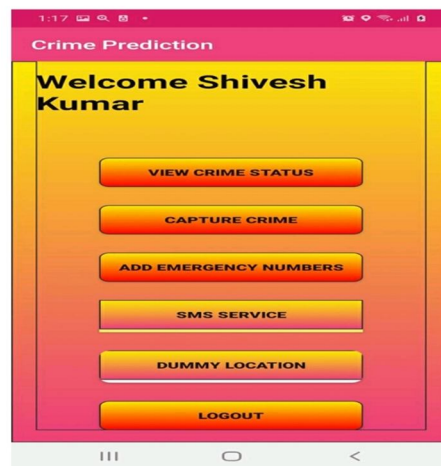 1:17
Crime Prediction
Welcome Shivesh
Kumar
VIEW CRIME STATUS
CAPTURE CRIME
ADD EMERGENCY NUMBERS
SMS SERVICE
DUMMY LOCATION
LOGOUT